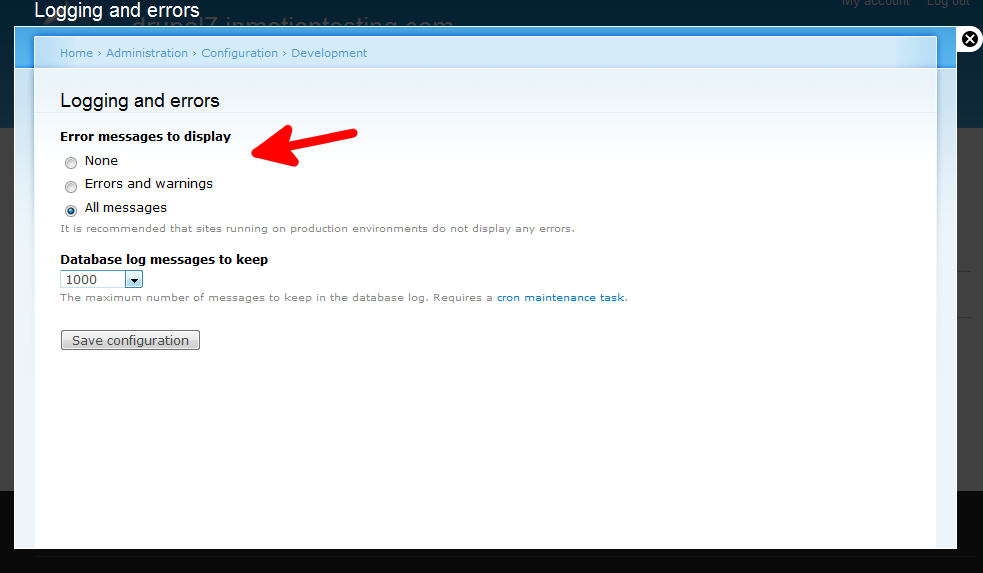 Logging and errors
drupal7.inmotiontesting.com
My account Log out
Home › Administration › Configuration › Development
Logging and errors
Error messages to display
None
Errors and warnings
All messages
It is recommended that sites running on production environments do not display any errors.
Database log messages to keep
1000
The maximum number of messages to keep in the database log. Requires a cron maintenance task.
Save configuration